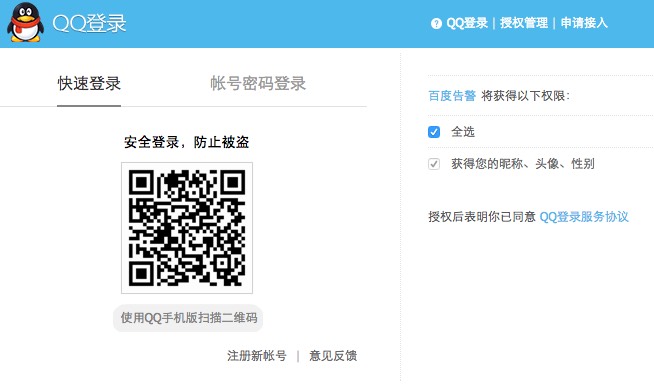 QQ登录
QQ登录 | 授权管理 | 申请接入
快速登录 帐号密码登录
安全登录，防止被盗
使用QQ手机版扫描二维码
注册新帐号 | 意见反馈
百度告警 将获得以下权限：
全选
获得您的昵称、头像、性别
授权后表明你已同意 QQ登录服务协议